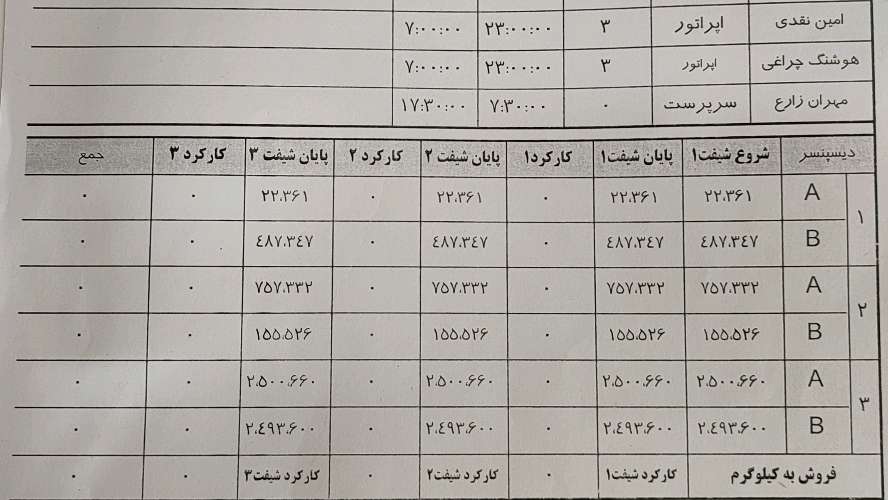 امین نقدی اپراتور ۳ ۲۳:۰۰:۰۰ ۷:۰۰:۰۰
هوشنگ چراغی اپراتور ۳ ۲۳:۰۰:۰۰ ۷:۰۰:۰۰
مهران زارع سرپرست ۰ ۷:۳۰:۰۰ ۱۷:۳۰:۰۰
دیسپنسر شروع شیفت۱ پایان شیفت۱ کارکرد۱ پایان شیفت ۲ کارکرد ۲ پایان شیفت ۳ کارکرد ۳ جمع
۱ A ۲۲،۳۶۱ ۲۲،۳۶۱ ۰ ۲۲،۳۶۱ ۰ ۲۲،۳۶۱ ۰ ۰
B ۴۸۷،۳۴۷ ۴۸۷،۳۴۷ ۰ ۴۸۷،۳۴۷ ۰ ۴۸۷،۳۴۷ ۰ ۰
۲ A ۷۵۷،۳۳۲ ۷۵۷،۳۳۲ ۰ ۷۵۷،۳۳۲ ۰ ۷۵۷،۳۳۲ ۰ ۰
B ۱۵۵،۵۲۶ ۱۵۵،۵۲۶ ۰ ۱۵۵،۵۲۶ ۰ ۱۵۵،۵۲۶ ۰ ۰
۳ A ۲،۵۰۰،۶۶۰ ۲،۵۰۰،۶۶۰ ۰ ۲،۵۰۰،۶۶۰ ۰ ۲،۵۰۰،۶۶۰ ۰ ۰
B ۲،۴۹۳،۶۰۰ ۲،۴۹۳،۶۰۰ ۰ ۲،۴۹۳،۶۰۰ ۰ ۲،۴۹۳،۶۰۰ ۰ ۰
فروش به کیلوگرم کارکرد شیفت۱ ۰ کارکرد شیفت۲ ۰ کارکرد شیفت۳ ۰ ۰